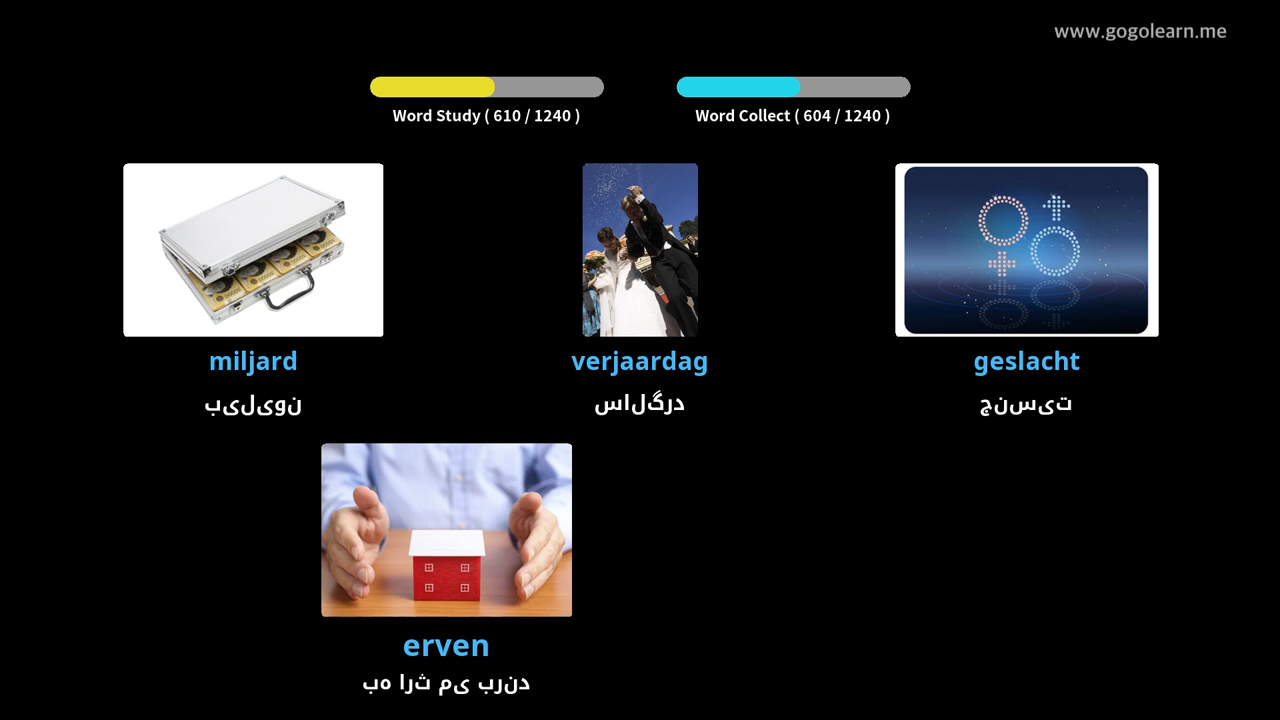 www.gogolearn.me
Word Study ( 610 / 1240 )
Word Collect ( 604 / 1240 )
miljard
verjaardag
geslacht
بیلیون
سالگرد
جنسیت
erven
به ارث می برند